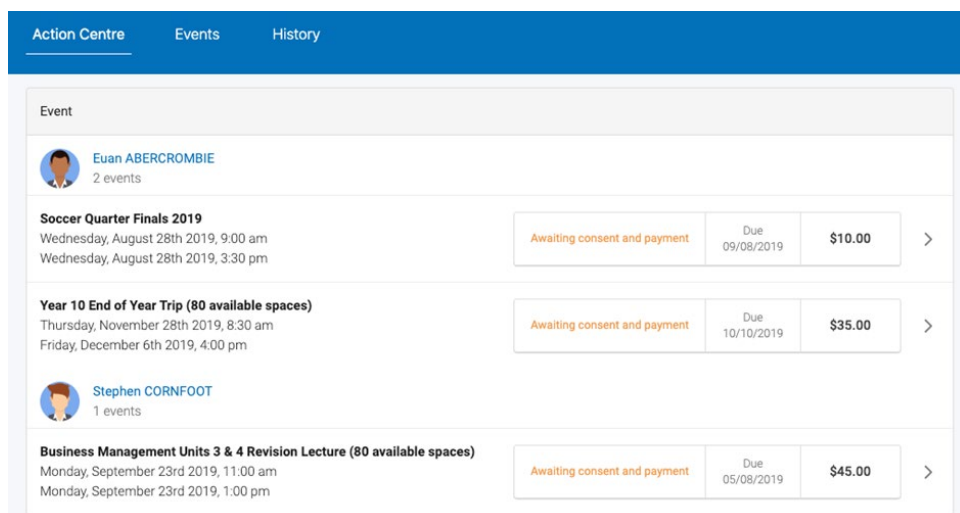 Action Centre Events History
Event
Euan ABERCROMBIE
2 events
Soccer Quarter Finals 2019
Wednesday, August 28th 2019, 9:00 am
Wednesday, August 28th 2019, 3:30 pm
Awaiting consent and payment
Due
09/08/2019
$10.00
Year 10 End of Year Trip (80 available spaces)
Thursday, November 28th 2019, 8:30 am
Friday, December 6th 2019, 4:00 pm
Awaiting consent and payment
Due
10/10/2019
$35.00
Stephen CORNFOOT
1 events
Business Management Units 3 & 4 Revision Lecture (80 available spaces)
Monday, September 23rd 2019, 11:00 am
Monday, September 23rd 2019, 1:00 pm
Awaiting consent and payment
Due
05/08/2019
$45.00